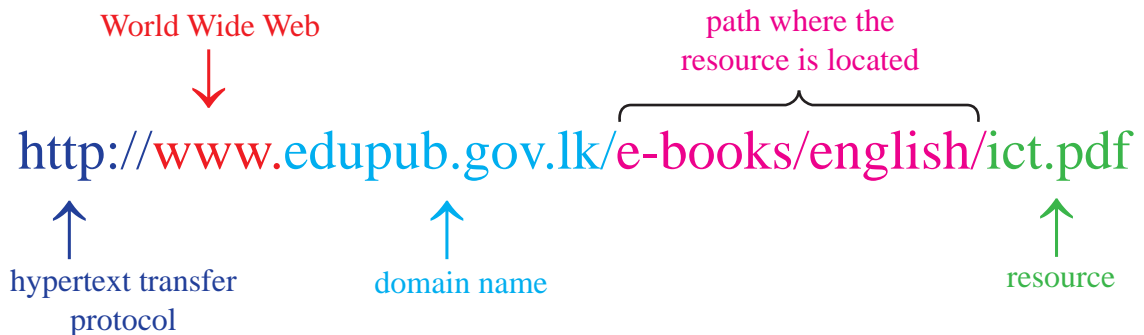 World Wide Web
path where the
resource is located
http://www.edupub.gov.lk/e-books/english/ict.pdf
hypertext transfer
protocol
domain name
resource